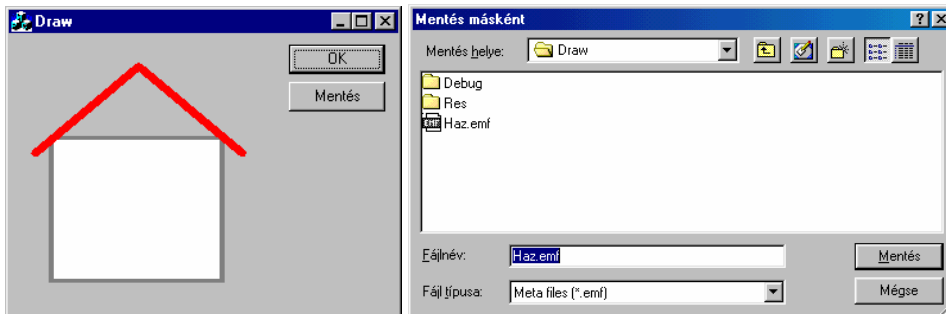 Draw
OK
Mentés
Mentés másként
Mentés helye:
Draw
Debug
Res
Haz.emf
Fájlnév:
Haz.emf
Mentés
Fájl típusa:
Meta files (*.emf)
Mégse